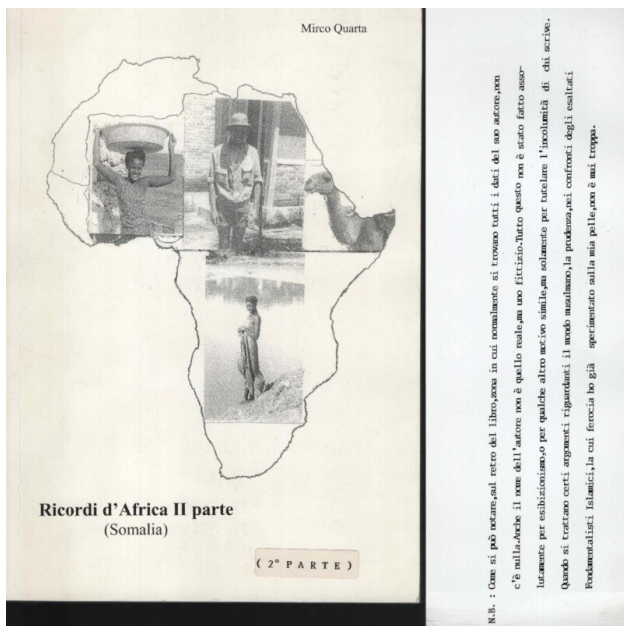 Mirco Quarta
Ricordi d'Africa II parte
(Somalia)
( 2° PARTE )
N.B. : Come si può notare,sul retro del libro,zona in cui normalmente si trovano tutti i dati del suo autore,non
c'è nulla.Anche il nome dell'autore non è quello reale,ma uno fittizio.Tutto questo non è stato fatto asso-
lutamente per esibizionismo,o per qualche altro motivo simile,ma solamente per tutelare l'incolumità di chi scrive.
Quando si trattano certi argomenti riguardanti il mondo musulmano,la prudenza,nei confronti degli esaltati
Fondamentalisti Islamici,la cui ferocia ho già sperimentato sulla mia pelle,non è mai troppa.